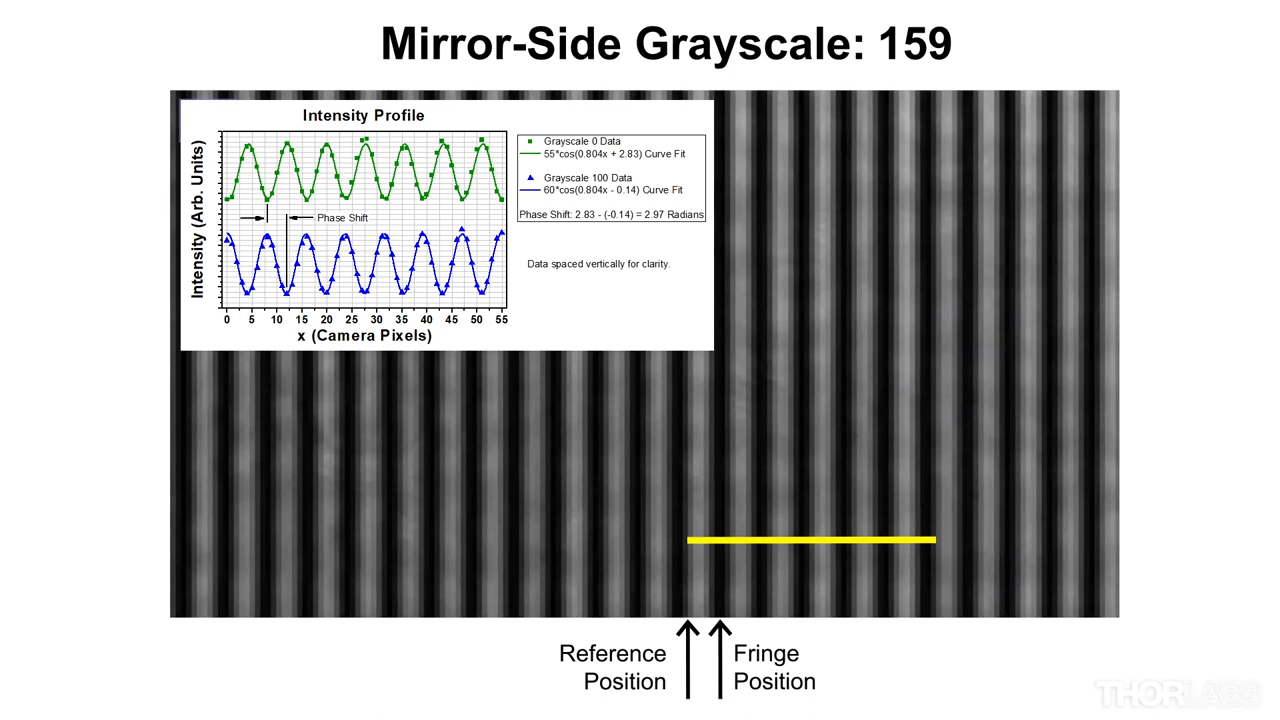 Mirror-Side Grayscale: 159
Intensity Profile
Intensity (Arb. Units)
Grayscale 0 Data
55*cos(0.804x + 2.83) Curve Fit
Grayscale 100 Data
60*cos(0.804x - 0.14) Curve Fit
Phase Shift: 2.83 - (-0.14) = 2.97 Radians
Phase Shift
Data spaced vertically for clarity.
0 5 10 15 20 25 30 35 40 45 50 55
x (Camera Pixels)
Reference
Position
Fringe
Position
THORLABS